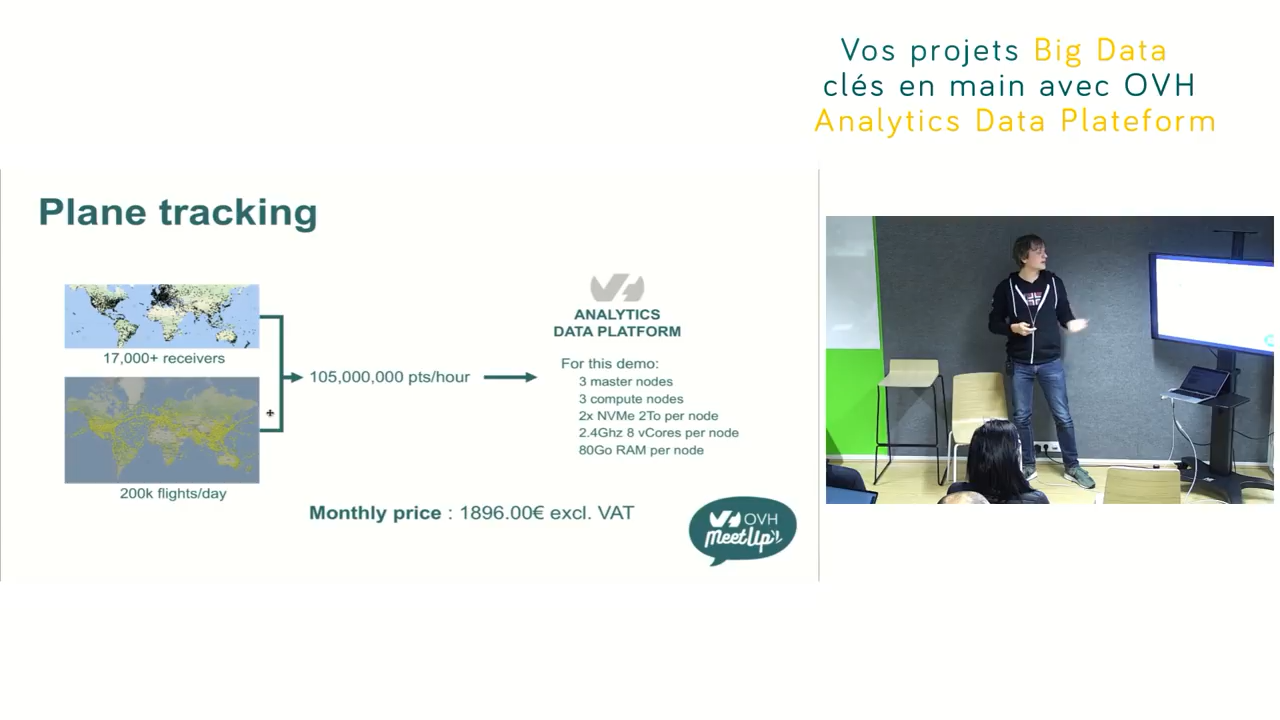 Vos projets Big Data
clés en main avec OVH
Analytics Data Plateform
Plane tracking
17,000+ receivers
200k flights/day
105,000,000 pts/hour
ANALYTICS
DATA PLATFORM
For this demo:
3 master nodes
3 compute nodes
2x NVMe 2To per node
2.4Ghz 8 vCores per node
80Go RAM per node
Monthly price : 1896.00€ excl. VAT
OVH
MeetUp